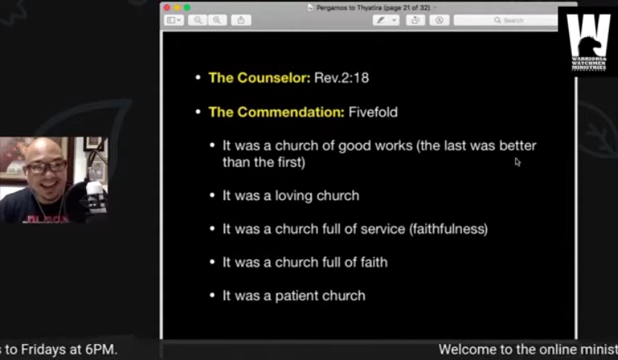 Pergamos to Thyatira (page 21 of 32)
Search
WARRIORS &
WATCHMEN
MINISTRIES
• The Counselor: Rev.2:18
• The Commendation: Fivefold
• It was a church of good works (the last was better
than the first)
• It was a loving church
• It was a church full of service (faithfulness)
• It was a church full of faith
• It was a patient church
s to Fridays at 6PM.
Welcome to the online minist